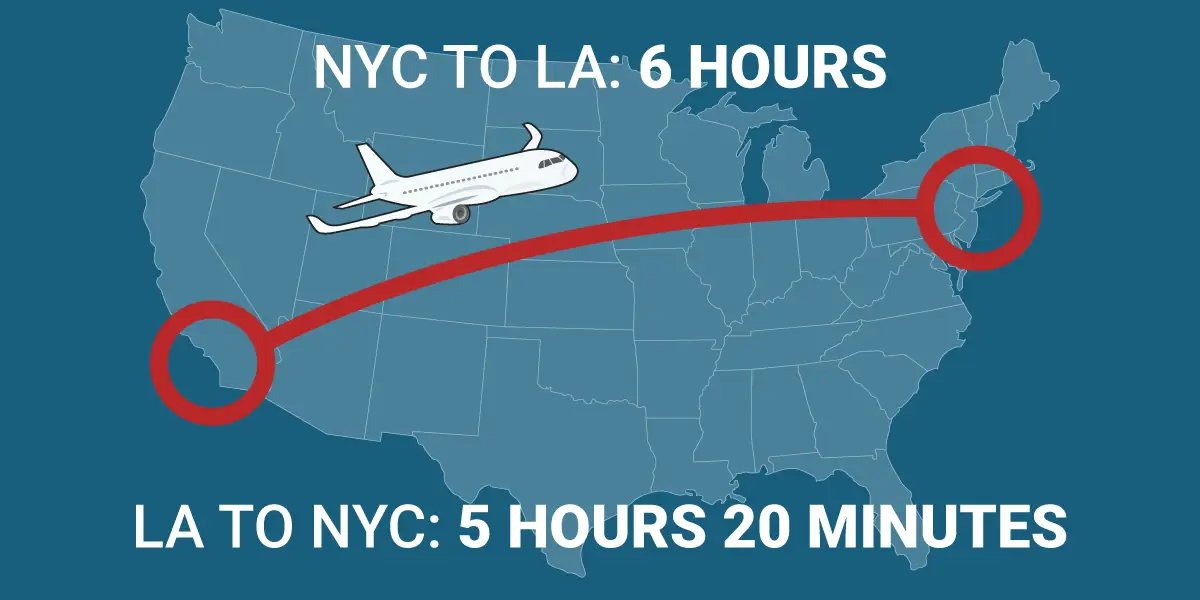 NYC TO LA: 6 HOURS
LA TO NYC: 5 HOURS 20 MINUTES